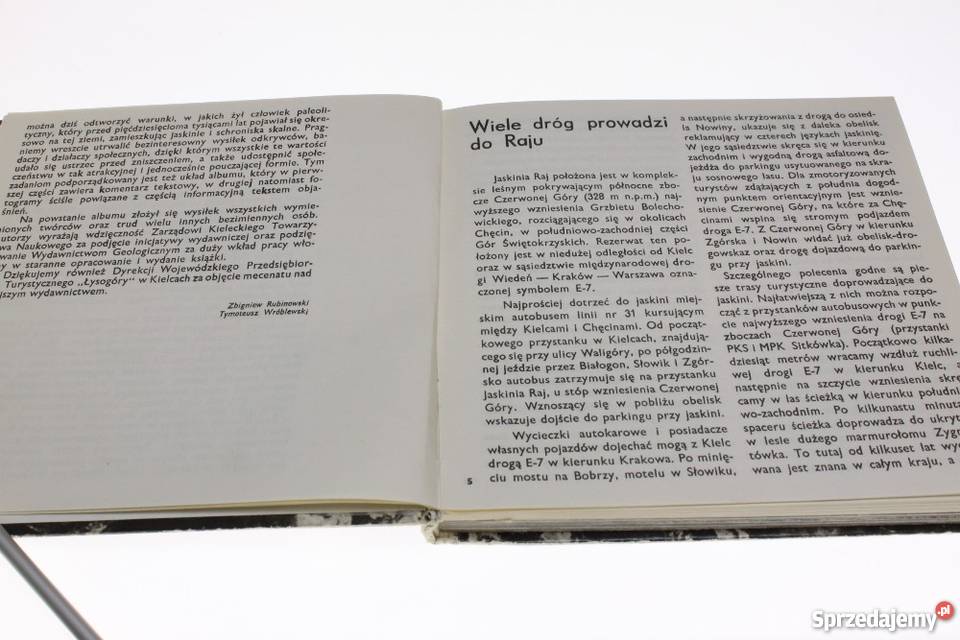 można dziś odtworzyć warunki, w jakich żył człowiek paleoli-
tyczny, który przed pięćdziesięcioma tysiącami lat pojawiał się okre-
sowo na tej ziemi, zamieszkując jaskinie i schroniska skalne. Prag-
niemy wreszcie utrwalić bezinteresowny wysiłek odkrywców, ba-
daczy i działaczy społecznych, dzięki którym wszystkie te wartości
udało się ustrzec przed zniszczeniem, a także udostępnić społe-
czeństwu w tak atrakcyjnej i jednocześnie pouczającej formie. Tym
zadaniom podporządkowany jest też układ albumu, który w pierw-
szej części zawiera komentarz tekstowy, w drugiej natomiast fo-
togramy ściśle powiązane z częścią informacyjną tekstem obja-
śnień.
Na powstanie albumu złożył się wysiłek wszystkich wymie-
nionych twórców oraz trud wielu innych bezimiennych osób.
utorzy wyrażają wdzięczność Zarządowi Kieleckiego Towarzy-
wa Naukowego za podjęcie inicjatywy wydawniczej oraz podzię-
wanie Wydawnictwom Geologicznym za duży wkład pracy wło-
y w staranne opracowanie i wydanie książki.
Dziękujemy również Dyrekcji Wojewódzkiego Przedsiębior-
Turystycznego „Łysogóry” w Kielcach za objęcie mecenatu nad
jszym wydawnictwem.
Zbigniew Rubinowski
Tymoteusz Wróblewski
Wiele dróg prowadzi
do Raju
Jaskinia Raj położona jest w komplek-
sie leśnym pokrywającym północne zbo-
cze Czerwonej Góry (328 m n.p.m.) naj-
wyższego wzniesienia Grzbietu Bolecho-
wickiego, rozciągającego się w okolicach
Chęcin, w południowo-zachodniej części
Gór Świętokrzyskich. Rezerwat ten po-
łożony jest w niedużej odległości od Kielc
oraz w sąsiedztwie międzynarodowej dro-
gi Wiedeń — Kraków — Warszawa ozna-
czonej symbolem E-7.
Najprościej dotrzeć do jaskini miej-
skim autobusem linii nr 31 kursującym
między Kielcami i Chęcinami. Od począt-
kowego przystanku w Kielcach, znajdują-
cego się przy ulicy Waligóry, po półgodzin-
nej jeździe przez Białogon, Słowik i Zgór-
sko autobus zatrzymuje się na przystanku
Jaskinia Raj, u stóp wzniesienia Czerwonej
Góry. Wznoszący się w pobliżu obelisk
wskazuje dojście do parkingu przy jaskini.
Wycieczki autokarowe i posiadacze
własnych pojazdów dojechać mogą z Kielc
drogą E-7 w kierunku Krakowa. Po minię-
ciu mostu na Bobrzy, motelu w Słowiku,
5
a następnie skrzyżowania z drogą do osied-
la Nowiny, ukazuje się z daleka obelisk
reklamujący w czterech językach jaskinię.
W jego sąsiedztwie skręca się w kierunku
zachodnim i wygodną drogą asfaltową do-
jeżdża do parkingu usytuowanego na skra-
ju sosnowego lasu. Dla zmotoryzowanych
turystów zdążających z południa dogod-
nym punktem orientacyjnym jest wznie-
sienie Czerwonej Góry, na które za Chę-
cinami wspina się stromym podjazdem
droga E-7. Z Czerwonej Góry w kierunku
Zgórska i Nowin widać już obelisk-dro-
gowskaz oraz drogę dojazdową do parkin-
gu przy jaskini.
Szczególnego polecenia godne są pie-
sze trasy turystyczne doprowadzające do
jaskini. Najłatwiejszą z nich można rozpo-
cząć z przystanków autobusowych w punk-
cie najwyższego wzniesienia drogi E-7 na
zboczach Czerwonej Góry (przystanki
PKS i MPK Sitkówka). Początkowo kilka-
dziesiąt metrów wracamy wzdłuż ruchli-
wej drogi E-7 w kierunku Kielc, a
następnie na szczycie wzniesienia skrę
camy w las ścieżką w kierunku południ
wo-zachodnim. Po kilkunastu minuta
spaceru ścieżka doprowadza do ukryt
w lesie dużego marmurołomu Zygm
tówka. To tutaj od kilkuset lat wyd
wana jest znana w całym kraju, a
Sprzedajemy.pl